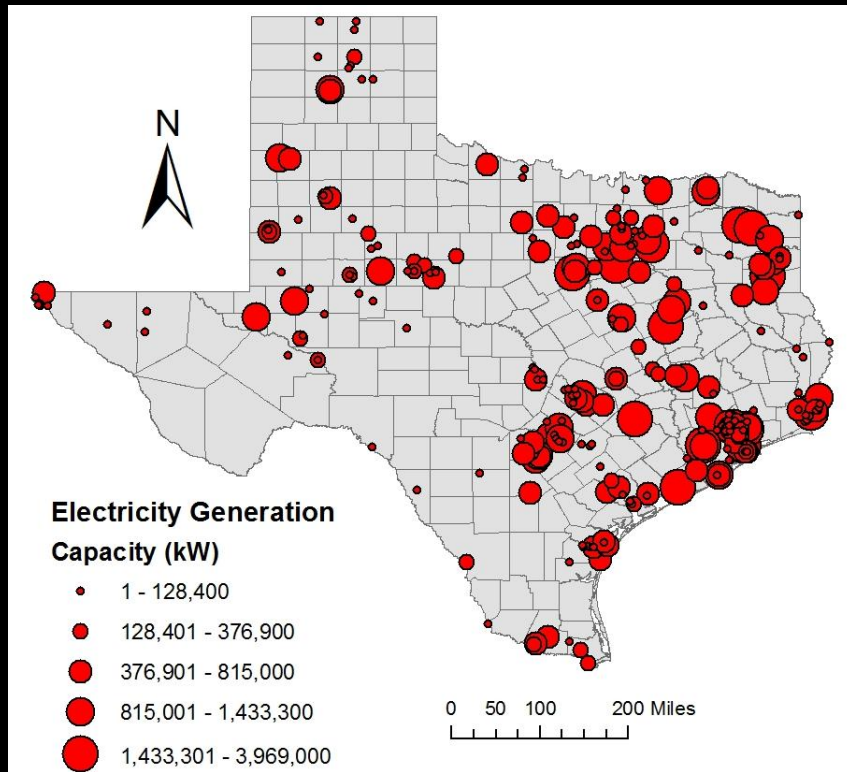 N
Electricity Generation
Capacity (kW)
1 - 128,400
128,401 - 376,900
376,901 - 815,000
815,001 - 1,433,300
1,433,301 - 3,969,000
0 50 100 200 Miles